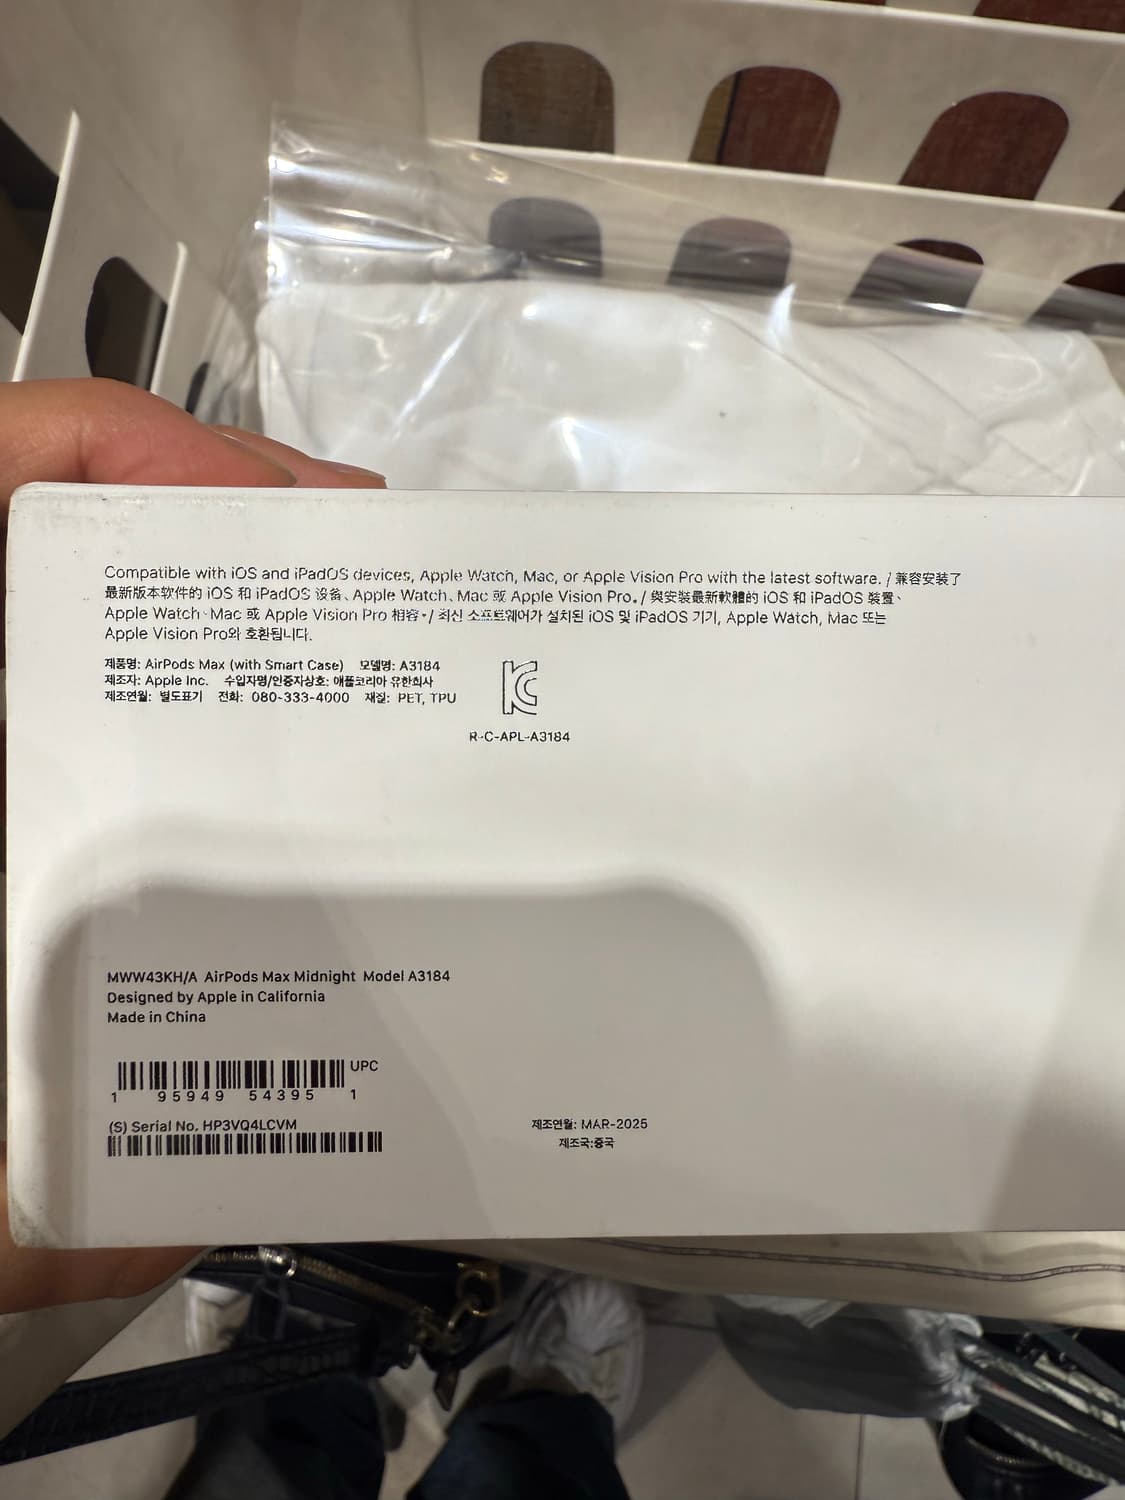 Compatible with iOS and iPadOS devices, Apple Watch, Mac, or Apple Vision Pro with the latest software. / 兼容安装了
最新版本软件的 iOS 和 iPadOS 设备、Apple Watch、Mac 或 Apple Vision Pro。/ 與安裝最新軟體的 iOS 和 iPadOS 裝置、
Apple Watch、Mac 或 Apple Vision Pro 相容。/ 최신 소프트웨어가 설치된 iOS 및 iPadOS 기기, Apple Watch, Mac 또는
Apple Vision Pro와 호환됩니다.
제품명: AirPods Max (with Smart Case) 모델명: A3184
제조자: Apple Inc. 수입자명/인증자상호: 애플코리아 유한회사
제조연월: 별도표기 전화: 080-333-4000 재질: PET, TPU
R-C-APL-A3184
MWW43KH/A AirPods Max Midnight Model A3184
Designed by Apple in California
Made in China
UPC
1 95949 54395 1
(S) Serial No. HP3VQ4LCVM
제조연월: MAR-2025
제조국:중국